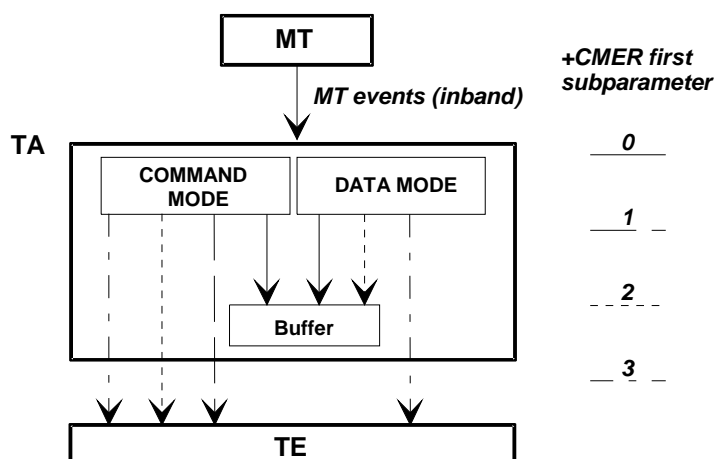 MT
+CMER first
subparameter
MT events (inband)
TA
0
COMMAND
MODE
DATA MODE
1
2
Buffer
3
TE